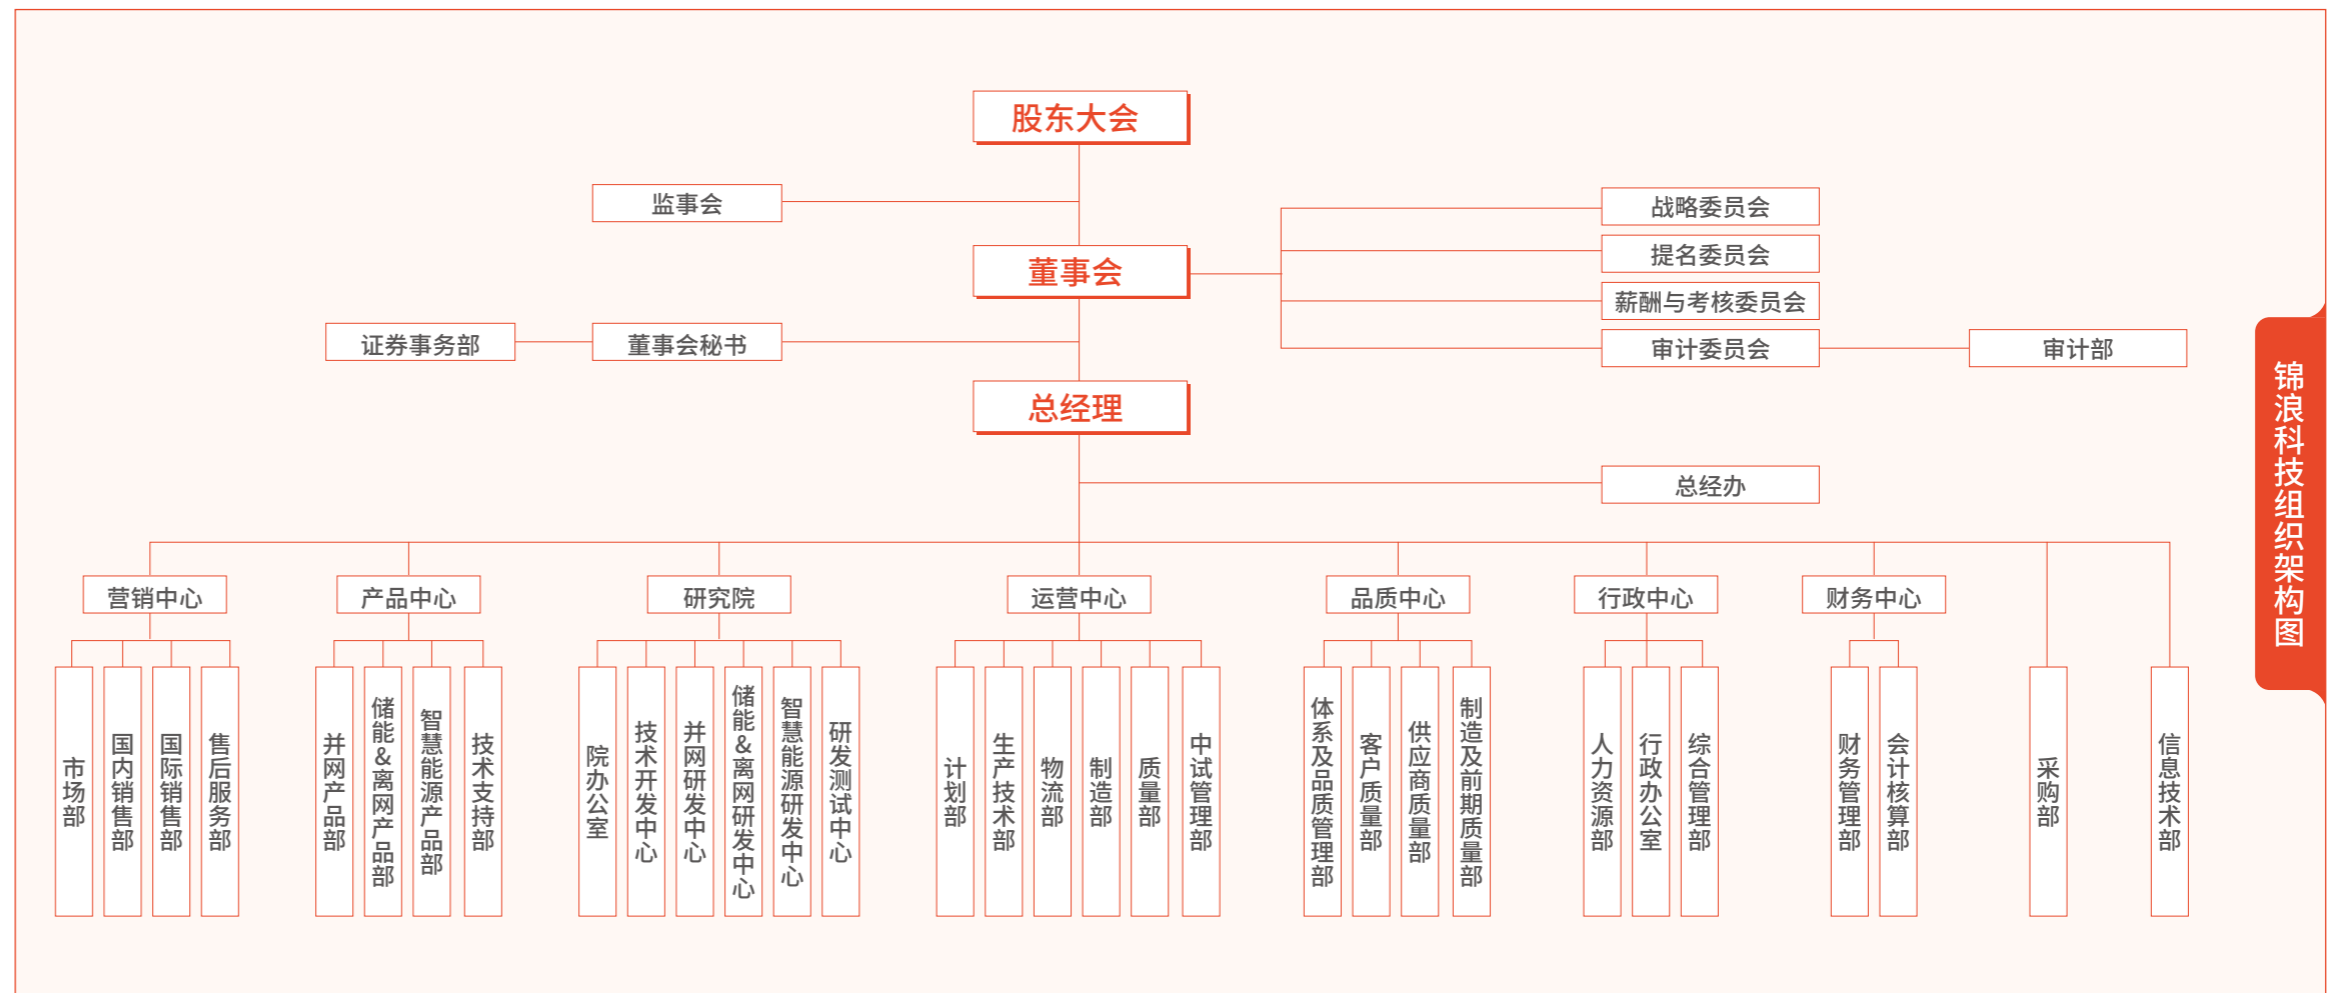 股东大会
监事会
战略委员会
提名委员会
董事会
薪酬与考核委员会
证券事务部
董事会秘书
审计委员会
审计部
总经理
总经办
锦浪科技组织架构图
营销中心
产品中心
研究院
运营中心
品质中心
行政中心
财务中心
市场部
国内销售部
国际销售部
售后服务部
并网产品部
储能&离网产品部
智慧能源产品部
技术支持部
院办公室
技术开发中心
并网研发中心
储能&离网研发中心
智慧能源研发中心
研发测试中心
计划部
生产技术部
物流部
制造部
质量部
中试管理部
体系及品质管理部
客户质量部
供应商质量部
制造及前期质量部
人力资源部
行政办公室
综合管理部
财务管理部
会计核算部
采购部
信息技术部